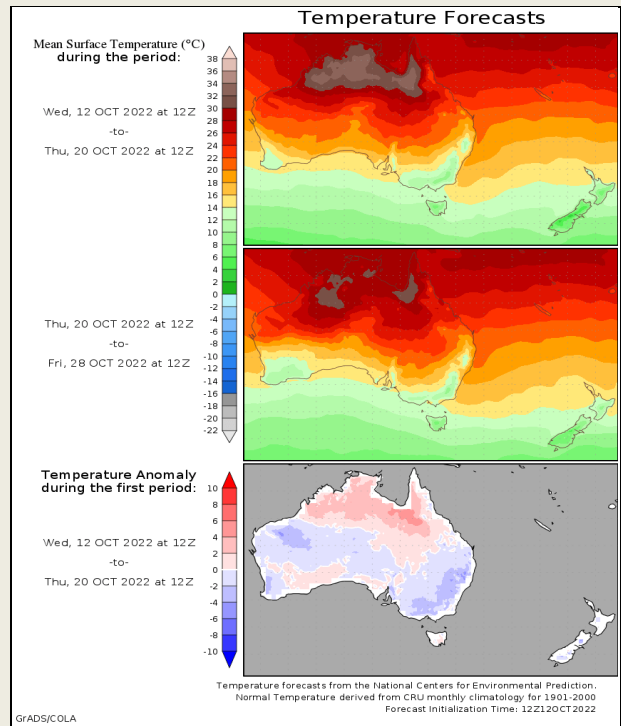 Temperature Forecasts
Mean Surface Temperature (°C)
during the period:
Wed, 12 OCT 2022 at 12Z
-to-
Thu, 20 OCT 2022 at 12Z
38
36
34
32
30
28
26
24
22
20
18
16
14
12
10
8
6
4
2
0
-2
-4
-6
-8
-10
-12
-14
-16
-18
-20
-22
Thu, 20 OCT 2022 at 12Z
-to-
Fri, 28 OCT 2022 at 12Z
Temperature Anomaly
during the first period:
Wed, 12 OCT 2022 at 12Z
-to-
Thu, 20 OCT 2022 at 12Z
10
8
6
4
2
0
-2
-4
-6
-8
-10
Temperature forecasts from the National Centers for Environmental Prediction.
Normal Temperature derived from CRU monthly climatology for 1901-2000
Forecast Initialization Time: 12Z12OCT2022
GrADS/COLA